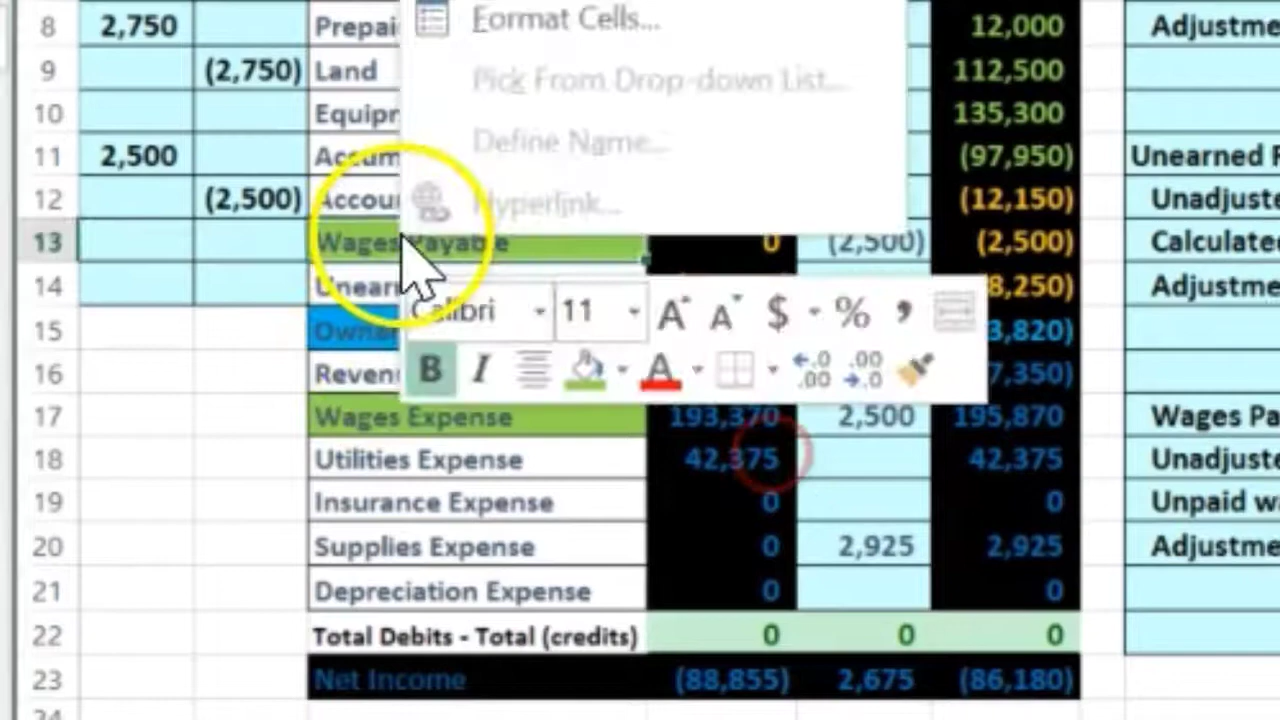 8 2,750 Prepai 12,000 Adjustme
Format Cells...
9 (2,750) Land 112,500
Pick From Drop-down List...
10 Equipr 135,300
Define Name...
11 2,500 Accum (97,950) Unearned F
12 (2,500) Accou (12,150) Unadjuste
Hyperlink...
13 Wages Payable 0 (2,500) (2,500) Calculate
14 Unear 8,250) Adjustme
Calibri 11 A A $ % ,
15 Owne 3,820)
B I A .0 .00 .00 .0
16 Reven 7,350)
17 Wages Expense 193,370 2,500 195,870 Wages Pa
18 Utilities Expense 42,375 42,375 Unadjuste
19 Insurance Expense 0 0 Unpaid wa
20 Supplies Expense 0 2,925 2,925 Adjustme
21 Depreciation Expense 0 0
22 Total Debits - Total (credits) 0 0 0
23 Net Income (88,855) 2,675 (86,180)